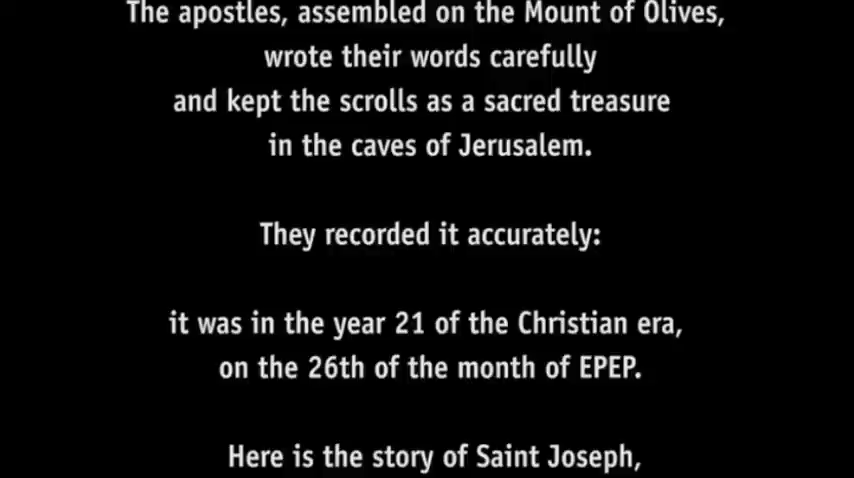 The apostles, assembled on the Mount of Olives,
wrote their words carefully
and kept the scrolls as a sacred treasure
in the caves of Jerusalem.
They recorded it accurately:
it was in the year 21 of the Christian era,
on the 26th of the month of EPEP.
Here is the story of Saint Joseph,